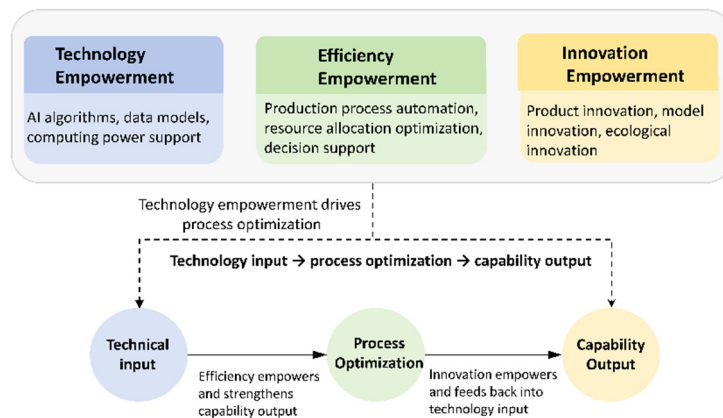 Technology
Empowerment
AI algorithms, data models,
computing power support
Efficiency
Empowerment
Production process automation,
resource allocation optimization,
decision support
Innovation
Empowerment
Product innovation, model
innovation, ecological
innovation
Technology empowerment drives
process optimization
Technology input → process optimization → capability output
Technical
input
Process
Optimization
Capability
Output
Efficiency empowers
and strengthens
capability output
Innovation empowers
and feeds back into
technology input